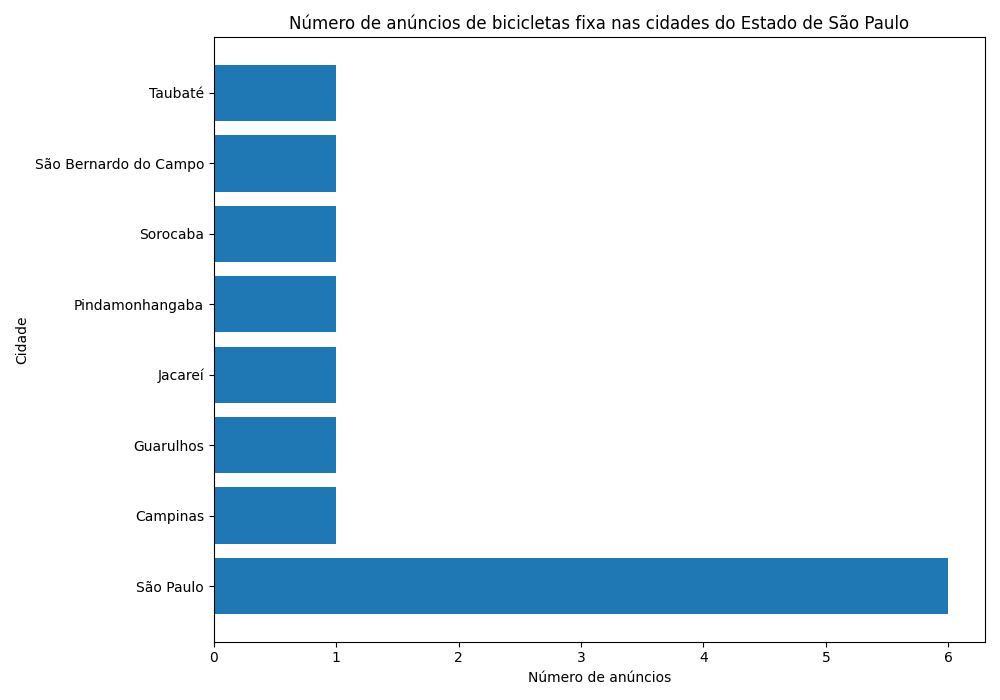 Número de anúncios de bicicletas fixa nas cidades do Estado de São Paulo
Taubaté
São Bernardo do Campo
Sorocaba
Pindamonhangaba
Jacareí
Guarulhos
Campinas
São Paulo
Cidade
0 1 2 3 4 5 6
Número de anúncios